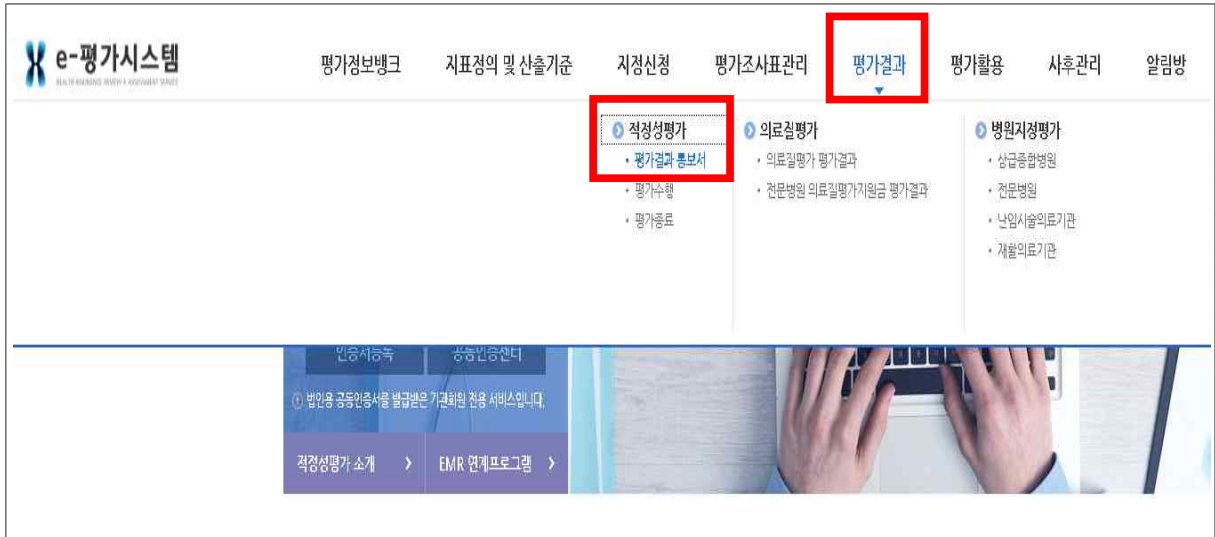 e-평가시스템
HEALTH INSURANCE REVIEW & ASSESSMENT SERVICE
평가정보뱅크 지표정의 및 산출기준 지정신청 평가조사표관리 평가결과 평가활용 사후관리 알림방
적정성평가
• 평가결과 통보서
• 평가수행
• 평가종료
의료질평가
• 의료질평가 평가결과
• 전문병원 의료질평가지원금 평가결과
병원지정평가
• 상급종합병원
• 전문병원
• 난임시술의료기관
• 재활의료기관
인증서등록 공동인증센터
법인용 공동인증서를 발급받은 기관회원 전용 서비스입니다.
적정성평가 소개 > EMR 연계프로그램 >